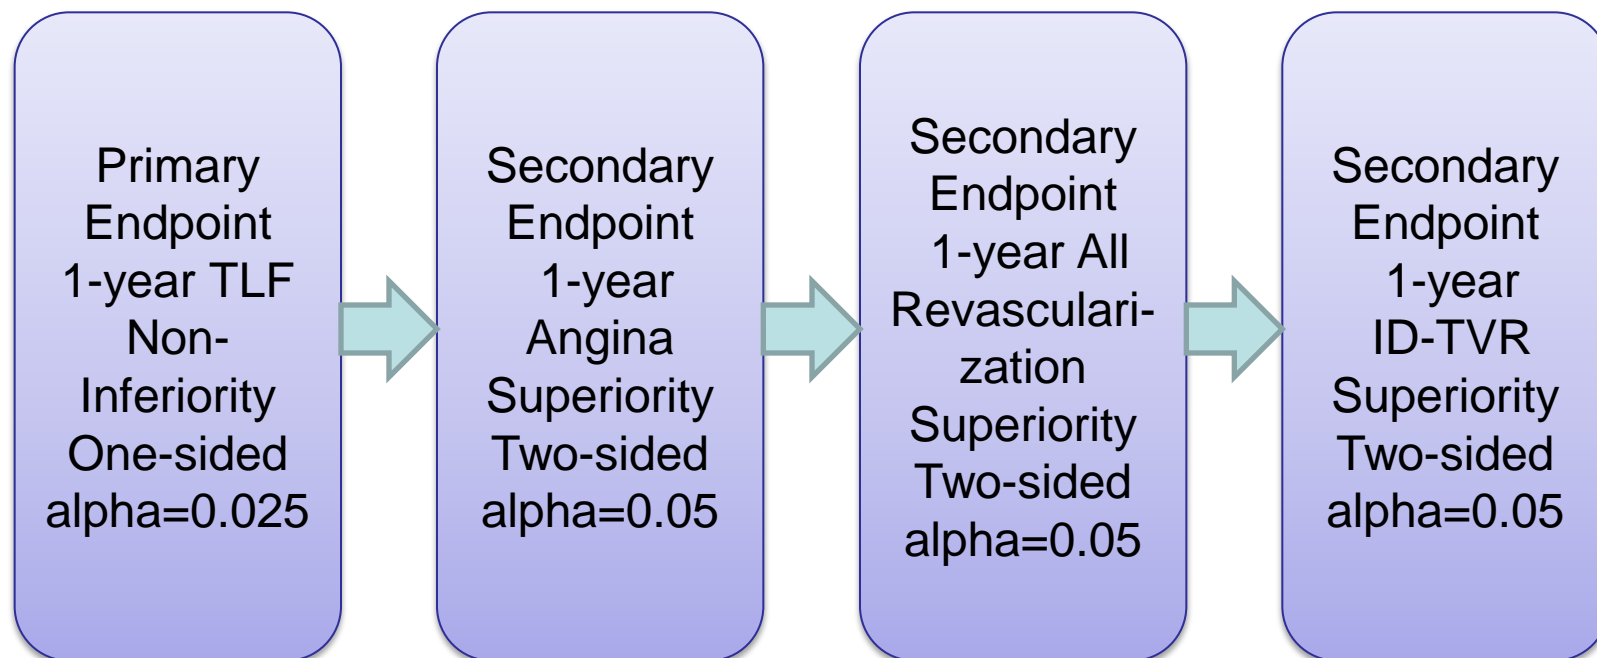 Primary
Endpoint
1-year TLF
Non-
Inferiority
One-sided
alpha=0.025
Secondary
Endpoint
1-year
Angina
Superiority
Two-sided
alpha=0.05
Secondary
Endpoint
1-year All
Revasculari-
zation
Superiority
Two-sided
alpha=0.05
Secondary
Endpoint
1-year
ID-TVR
Superiority
Two-sided
alpha=0.05